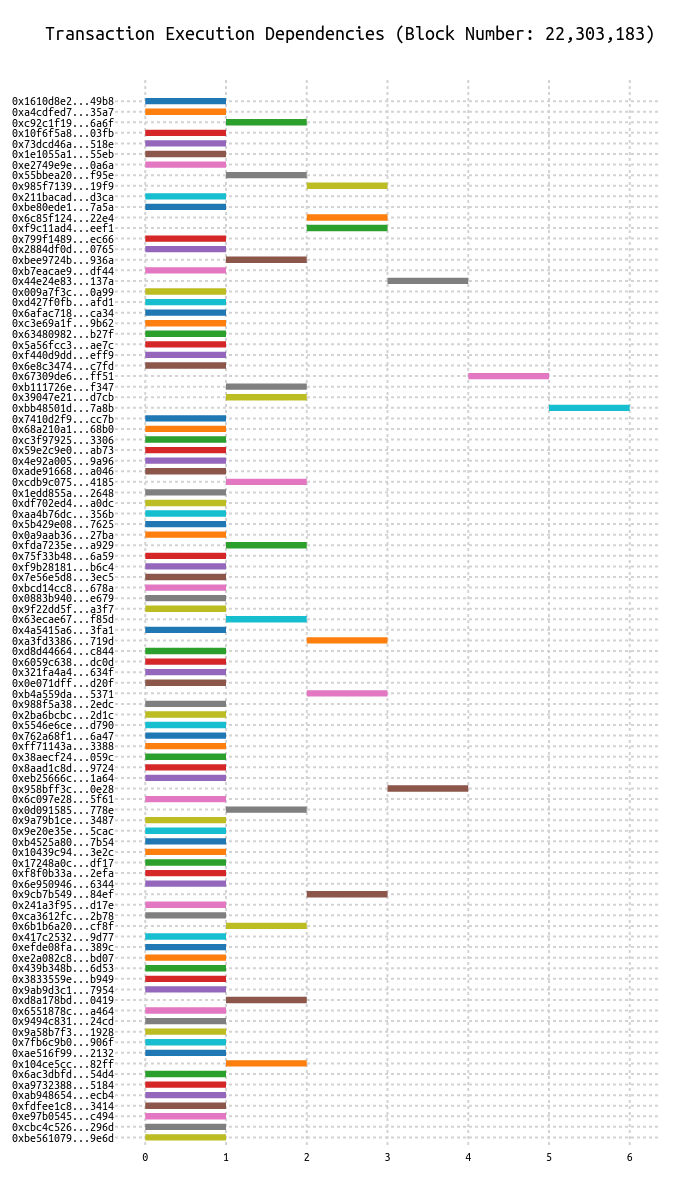 Transaction Execution Dependencies (Block Number: 22,303,183)
0x1610d8e2...49b8
0xa4cdfed7...35a7
0xc92c1f19...6a6f
0x10f6f5a8...03fb
0x73dcd46a...518e
0x1e1055a1...55eb
0xe2749e9e...0a6a
0x55bbea20...f95e
0x985f7139...19f9
0x211bacad...d3ca
0xbe80ede1...7a5a
0x6c85f124...22e4
0xf9c11ad4...eef1
0x799f1489...ec66
0x2884df0d...0765
0xbee9724b...936a
0xb7eacae9...df44
0x44e24e83...137a
0x009a7f3c...0a99
0xd427f0fb...afd1
0x6afac718...ca34
0xc3e69a1f...9b62
0x63480982...b27f
0x5a56fcc3...ae7c
0xf440d9dd...eff9
0x6e8c3474...c7fd
0x67309de6...ff51
0xb111726e...f347
0x39047e21...d7cb
0xbb48501d...7a8b
0x7410d2f9...cc7b
0x68a210a1...68b0
0xc3f97925...3306
0x59e2c9e0...ab73
0x4e92a005...9a96
0xade91668...a046
0xcdb9c075...4185
0x1edd855a...2648
0xdf702ed4...a0dc
0xaa4b76dc...356b
0x5b429e08...7625
0x0a9aab36...27ba
0xfda7235e...a929
0x75f33b48...6a59
0xf9b28181...b6c4
0x7e56e5d8...3ec5
0xbcd14cc8...678a
0x0883b940...e679
0x9f22dd5f...a3f7
0x63ecae67...f85d
0x4a5415a6...3fa1
0xa3fd3386...719d
0xd8d44664...c844
0x6059c638...dc0d
0x321fa4a4...634f
0x0e071dff...d20f
0xb4a559da...5371
0x988f5a38...2edc
0x2ba6bcbc...2d1c
0x5546e6ce...d790
0x762a68f1...6a47
0xff71143a...3388
0x38aecf24...059c
0x8aad1c8d...9724
0xeb25666c...1a64
0x958bff3c...0e28
0x6c097e28...5f61
0x0d091585...778e
0x9a79b1ce...3487
0x9e20e35e...5cac
0xb4525a80...7b54
0x10439c94...3e2c
0x17248a0c...df17
0xf8f0b33a...2efa
0x6e950946...6344
0x9cb7b549...84ef
0x241a3f95...d17e
0xca3612fc...2b78
0x6b1b6a20...cf8f
0x417c2532...9d77
0xefde08fa...389c
0xe2a082c8...bd07
0x439b348b...6d53
0x3833559e...b949
0x9ab9d3c1...7954
0xd8a178bd...0419
0x6551878c...a464
0x9494c831...24cd
0x9a58b7f3...1928
0x7fb6c9b0...906f
0xae516f99...2132
0x104ce5cc...82ff
0x6ac3dbfd...54d4
0xa9732388...5184
0xab948654...ecb4
0xfdfee1c8...3414
0xe97b0545...c494
0xcbc4c526...296d
0xbe561079...9e6d
0 1 2 3 4 5 6